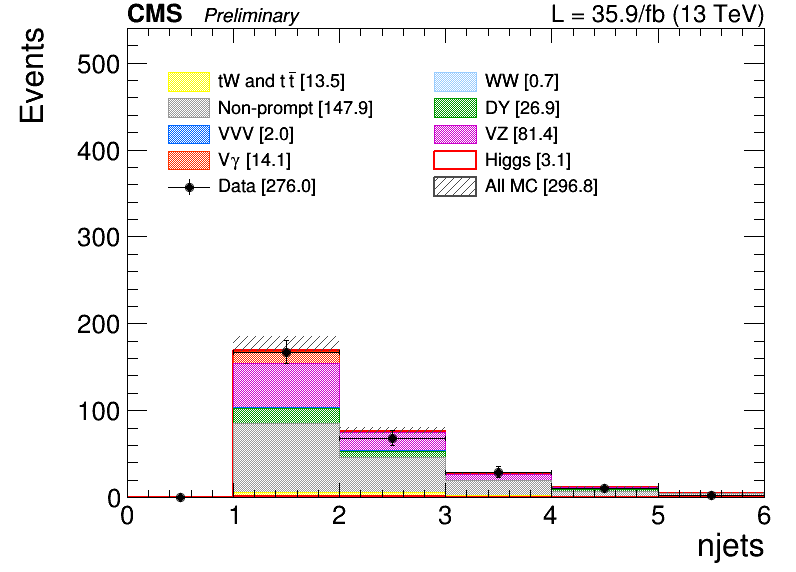 CMS Preliminary L = 35.9/fb (13 TeV)
Events
500
400
300
200
100
0
tW and t t̅ [13.5]
WW [0.7]
Non-prompt [147.9]
DY [26.9]
VVV [2.0]
VZ [81.4]
Vγ [14.1]
Higgs [3.1]
Data [276.0]
All MC [296.8]
0 1 2 3 4 5 6
njets